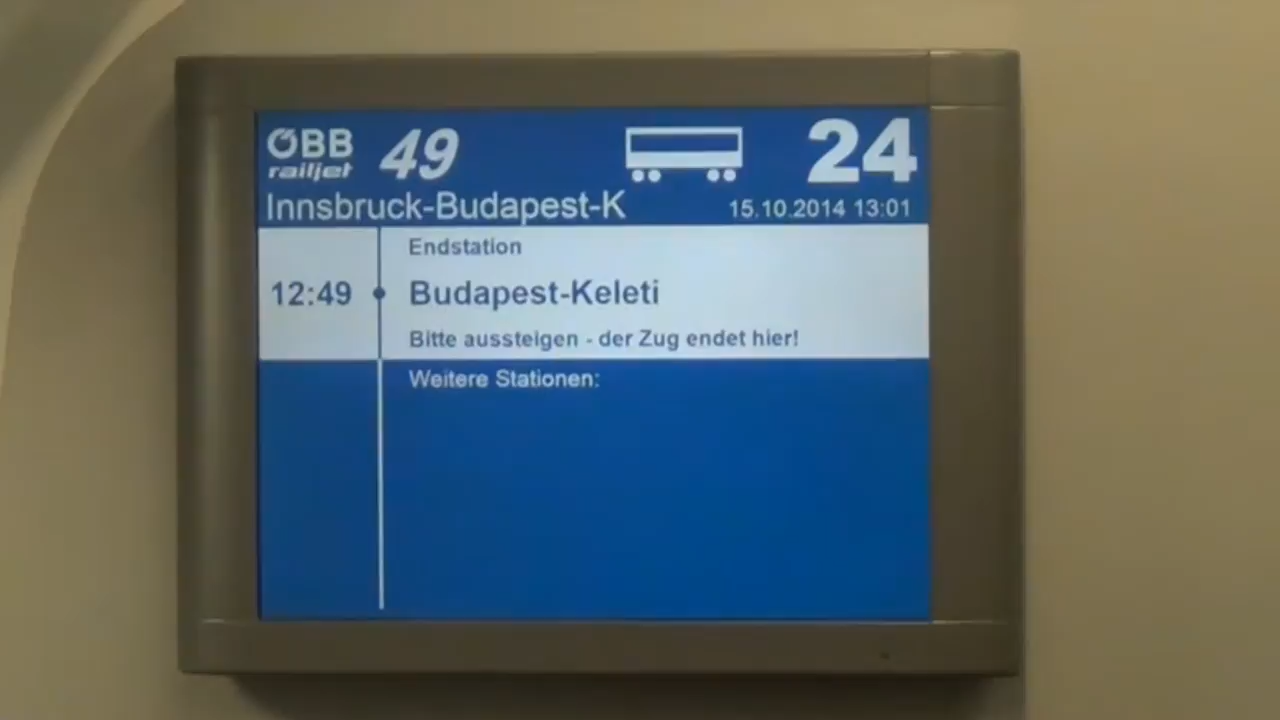 ÖBB railjet 49 24
Innsbruck-Budapest-K 15.10.2014 13:01
Endstation
12:49 Budapest-Keleti
Bitte aussteigen - der Zug endet hier!
Weitere Stationen: